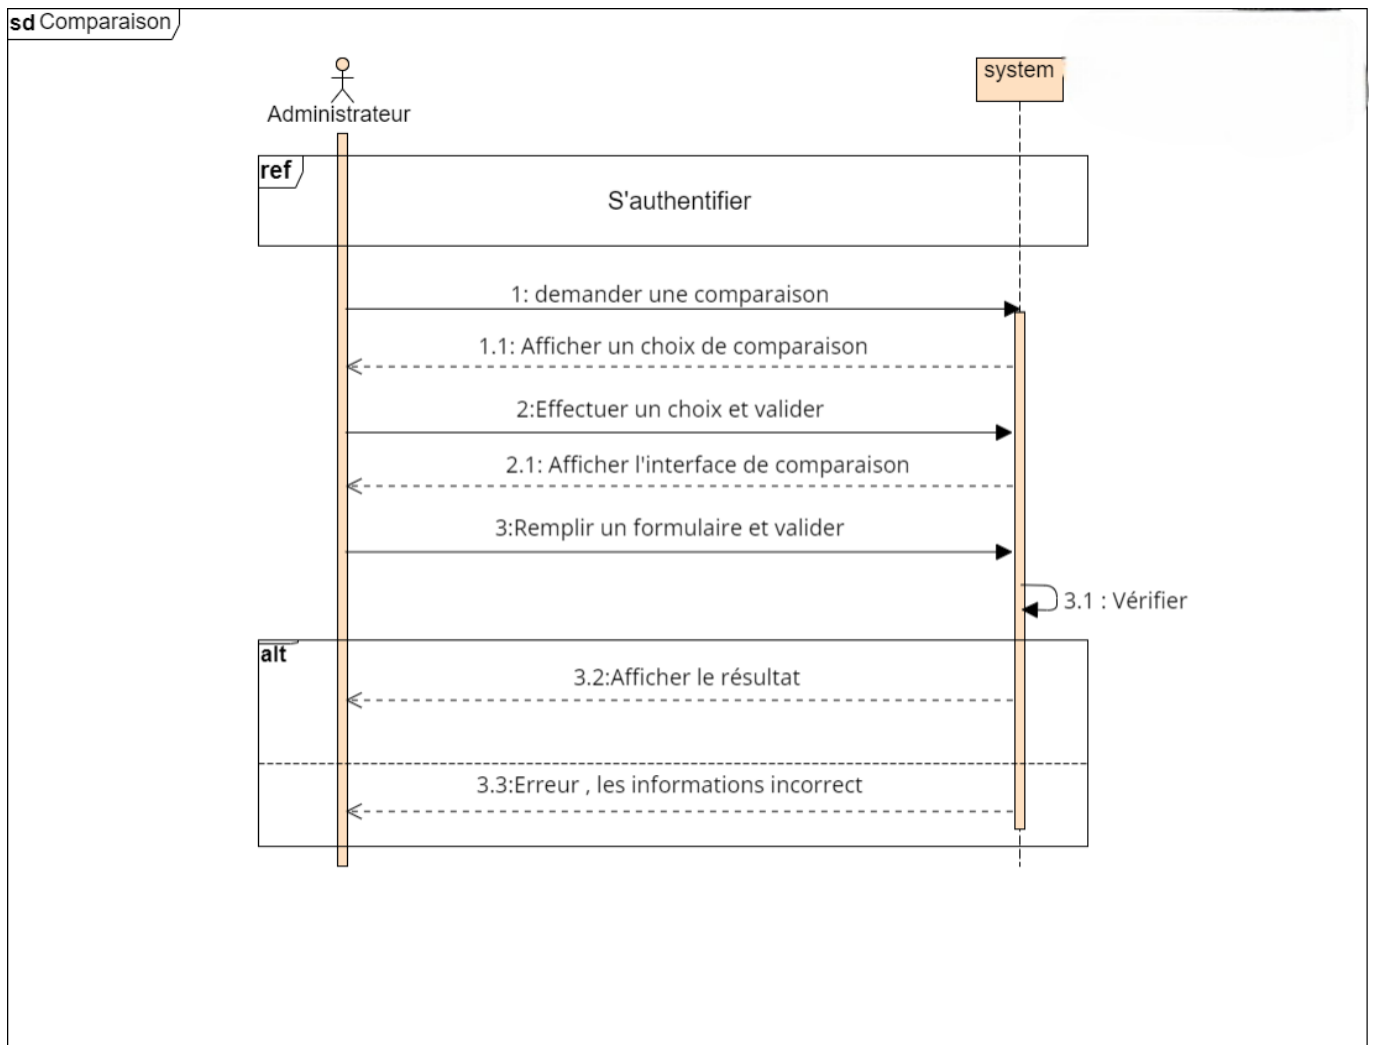 sd Comparaison
Administrateur
system
ref
S'authentifier
1: demander une comparaison
1.1: Afficher un choix de comparaison
2:Effectuer un choix et valider
2.1: Afficher l'interface de comparaison
3:Remplir un formulaire et valider
3.1 : Vérifier
alt
3.2:Afficher le résultat
3.3:Erreur , les informations incorrect